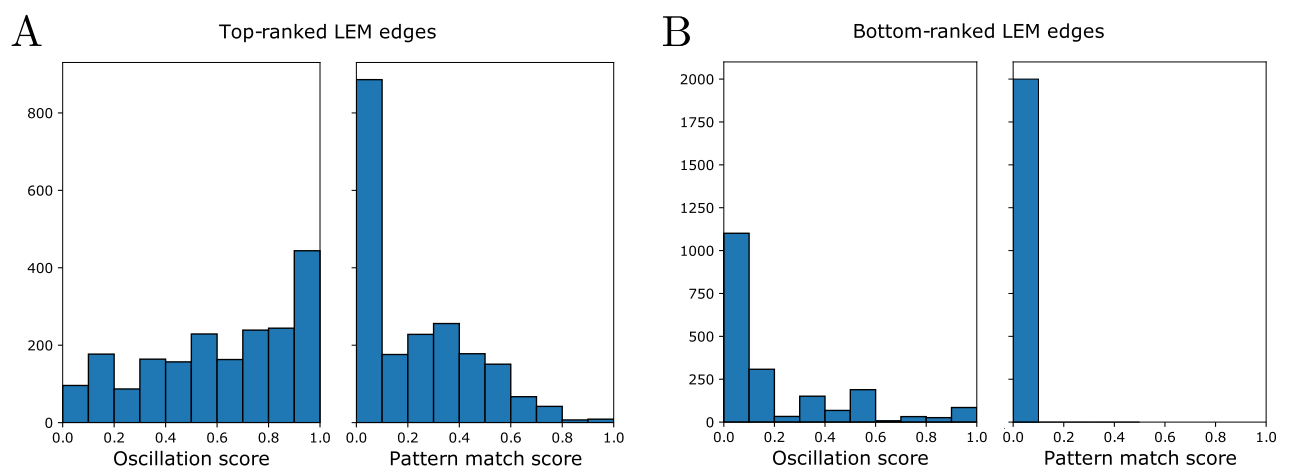 A
Top-ranked LEM edges
800
600
400
200
0
0.0 0.2 0.4 0.6 0.8 1.0
Oscillation score
0.0 0.2 0.4 0.6 0.8 1.0
Pattern match score
B
Bottom-ranked LEM edges
2000
1750
1500
1250
1000
750
500
250
0
0.0 0.2 0.4 0.6 0.8 1.0
Oscillation score
0.0 0.2 0.4 0.6 0.8 1.0
Pattern match score